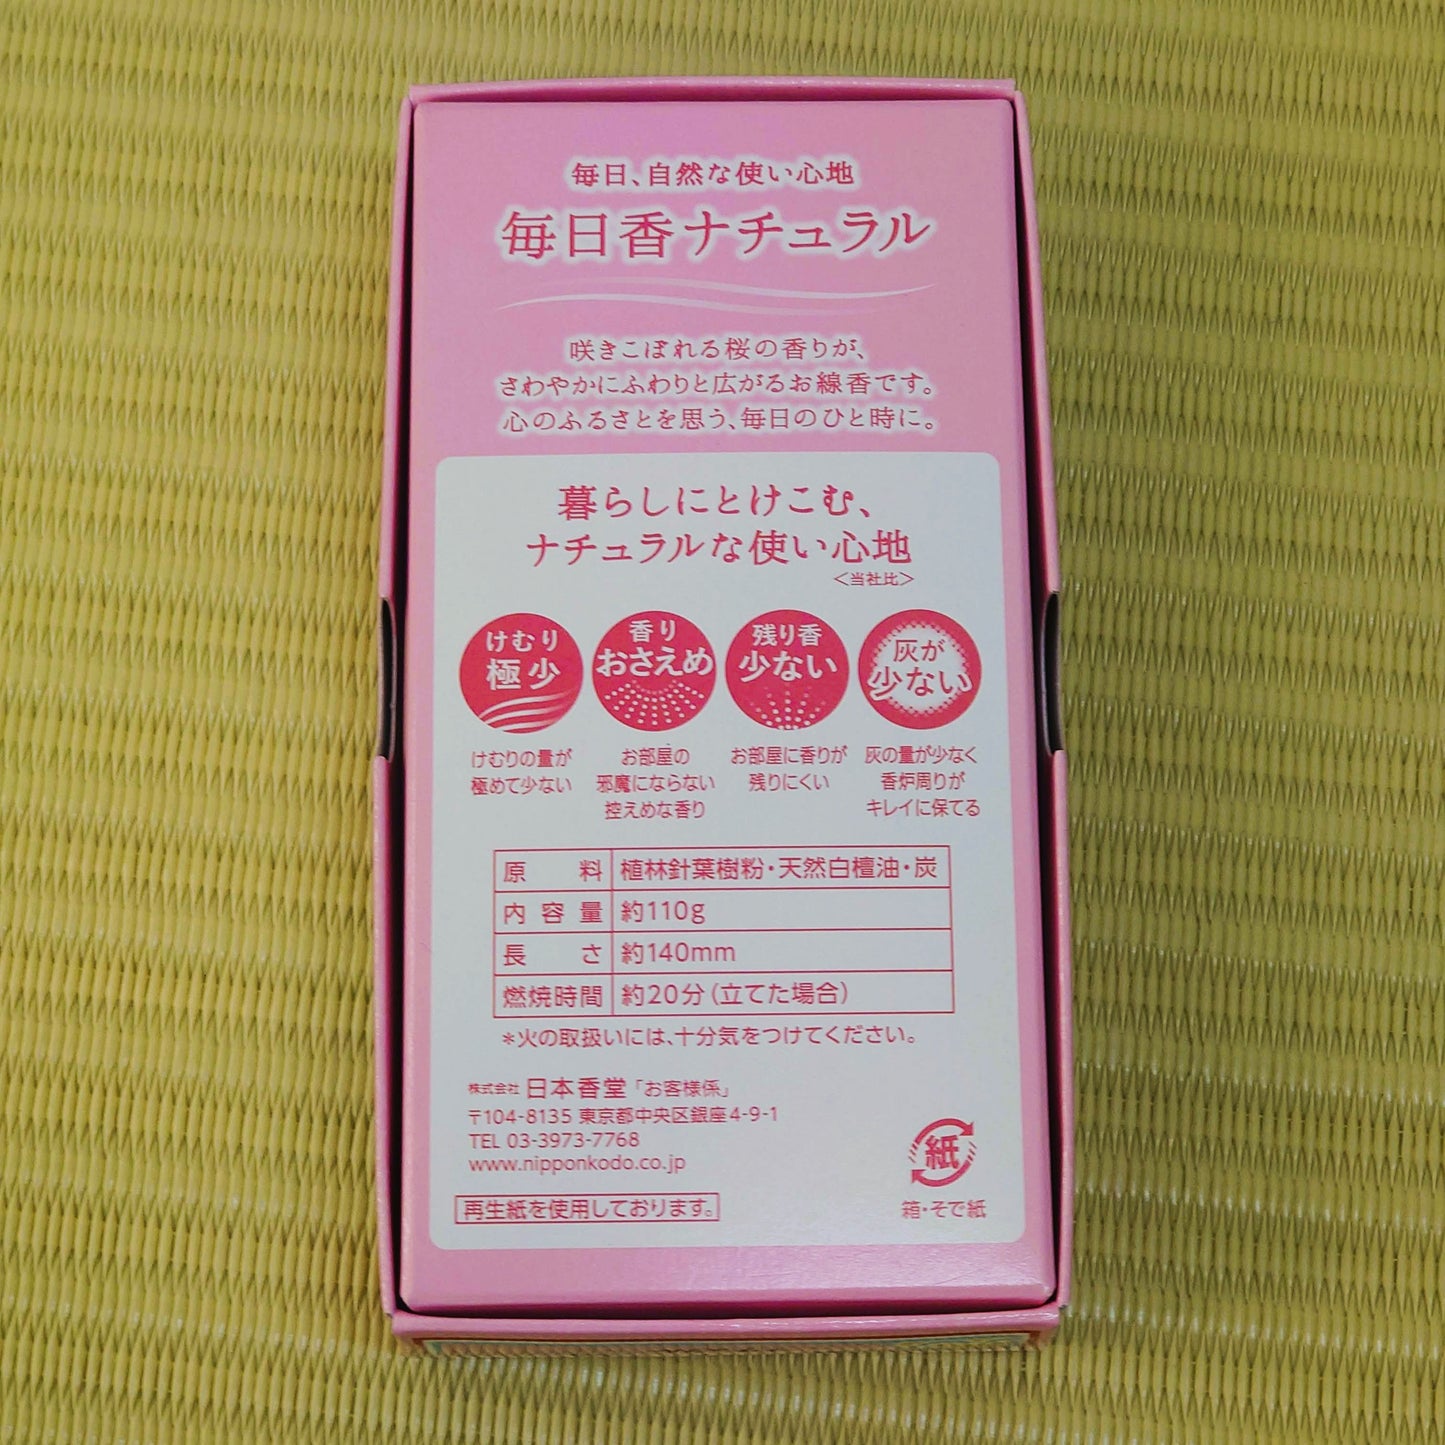 毎日、自然な使い心地
毎日香ナチュラル
咲きこぼれる桜の香りが、
さわやかにふわりと広がるお線香です。
心のふるさとを思う、毎日のひと時に。
暮らしにとけこむ、
ナチュラルな使い心地
<当社比>
けむり
極少
けむりの量が
極めて少ない
香り
おさえめ
お部屋の
邪魔にならない
控えめな香り
残り香
少ない
お部屋に香りが
残りにくい
灰が
少ない
灰の量が少なく
香炉周りが
キレイに保てる
原料 植林針葉樹粉・天然白檀油・炭
内容量 約110g
長さ 約140mm
燃焼時間 約20分(立てた場合)
*火の取扱いには、十分気をつけてください。
株式会社 日本香堂「お客様係」
〒104-8135 東京都中央区銀座4-9-1
TEL 03-3973-7768
www.nipponkodo.co.jp
再生紙を使用しております。
紙
箱・そで紙